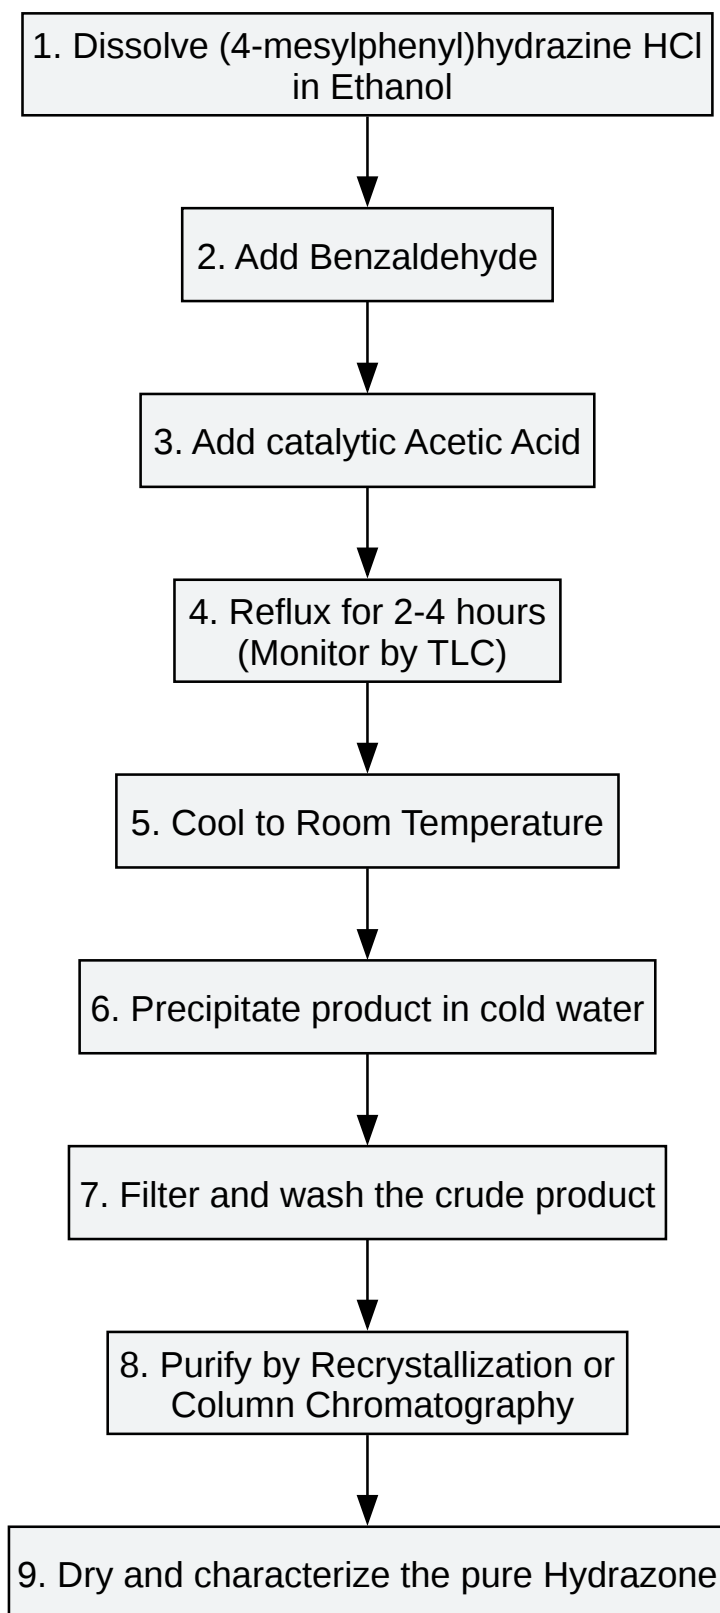 1. Dissolve (4-mesylphenyl)hydrazine HCl
in Ethanol
2. Add Benzaldehyde
3. Add catalytic Acetic Acid
4. Reflux for 2-4 hours
(Monitor by TLC)
5. Cool to Room Temperature
6. Precipitate product in cold water
7. Filter and wash the crude product
8. Purify by Recrystallization or
Column Chromatography
9. Dry and characterize the pure Hydrazone